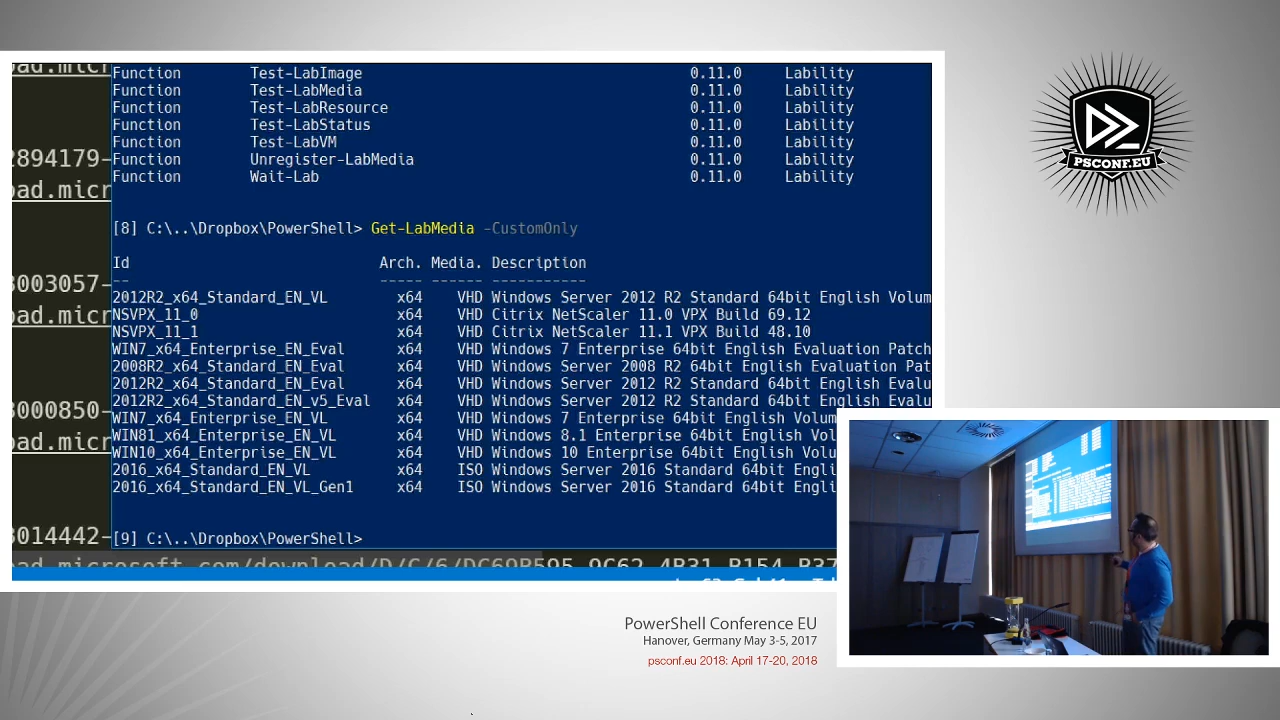 Function Test-LabImage 0.11.0 Lability
Function Test-LabMedia 0.11.0 Lability
Function Test-LabResource 0.11.0 Lability
Function Test-LabStatus 0.11.0 Lability
Function Test-LabVM 0.11.0 Lability
Function Unregister-LabMedia 0.11.0 Lability
Function Wait-Lab 0.11.0 Lability
[8] C:\..\Dropbox\PowerShell> Get-LabMedia -CustomOnly
Id Arch. Media. Description
-- ----- ------ -----------
2012R2_x64_Standard_EN_VL x64 VHD Windows Server 2012 R2 Standard 64bit English Volum
NSVPX_11_0 x64 VHD Citrix NetScaler 11.0 VPX Build 69.12
NSVPX_11_1 x64 VHD Citrix NetScaler 11.1 VPX Build 48.10
WIN7_x64_Enterprise_EN_Eval x64 VHD Windows 7 Enterprise 64bit English Evaluation Patch
2008R2_x64_Standard_EN_Eval x64 VHD Windows Server 2008 R2 64bit English Evaluation Pat
2012R2_x64_Standard_EN_Eval x64 VHD Windows Server 2012 R2 Standard 64bit English Evalu
2012R2_x64_Standard_EN_v5_Eval x64 VHD Windows Server 2012 R2 Standard 64bit English Evalu
WIN7_x64_Enterprise_EN_VL x64 VHD Windows 7 Enterprise 64bit English Volum
WIN81_x64_Enterprise_EN_VL x64 VHD Windows 8.1 Enterprise 64bit English Vol
WIN10_x64_Enterprise_EN_VL x64 VHD Windows 10 Enterprise 64bit English Volu
2016_x64_Standard_EN_VL x64 ISO Windows Server 2016 Standard 64bit Engli
2016_x64_Standard_EN_VL_Gen1 x64 ISO Windows Server 2016 Standard 64bit Engli
[9] C:\..\Dropbox\PowerShell>
2894179-
oad.micr
3003057-
oad.micr
3000850-
oad.micr
3014442-
PSCONF.EU
PowerShell Conference EU
Hanover, Germany May 3-5, 2017
psconf.eu 2018: April 17-20, 2018